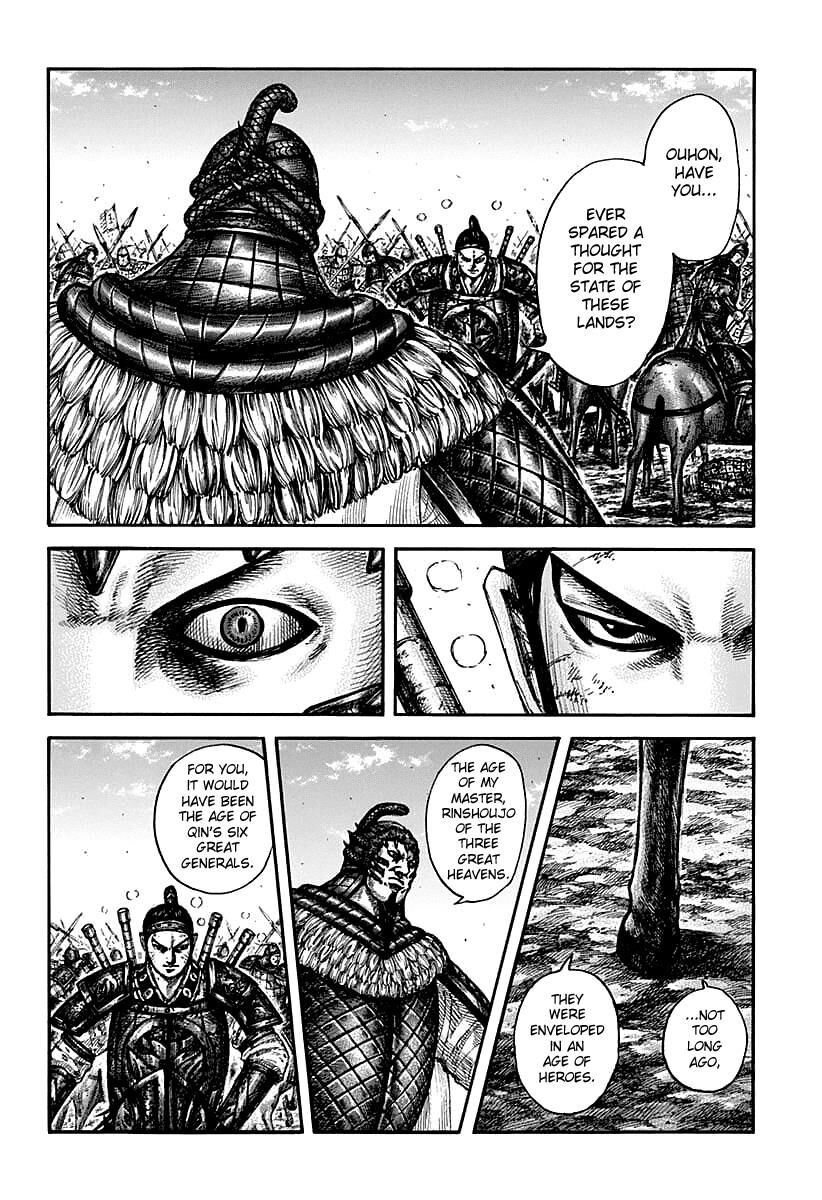 OUHON,
HAVE
YOU...
EVER
SPARED A
THOUGHT
FOR THE
STATE OF
THESE
LANDS?
...NOT
TOO
LONG
AGO,
THEY
WERE
ENVELOPED
IN AN
AGE OF
HEROES.
THE AGE
OF MY
MASTER,
RINSHOUJO
OF THE
THREE
GREAT
HEAVENS.
FOR YOU,
IT WOULD
HAVE BEEN
THE AGE OF
QIN'S SIX
GREAT
GENERALS.